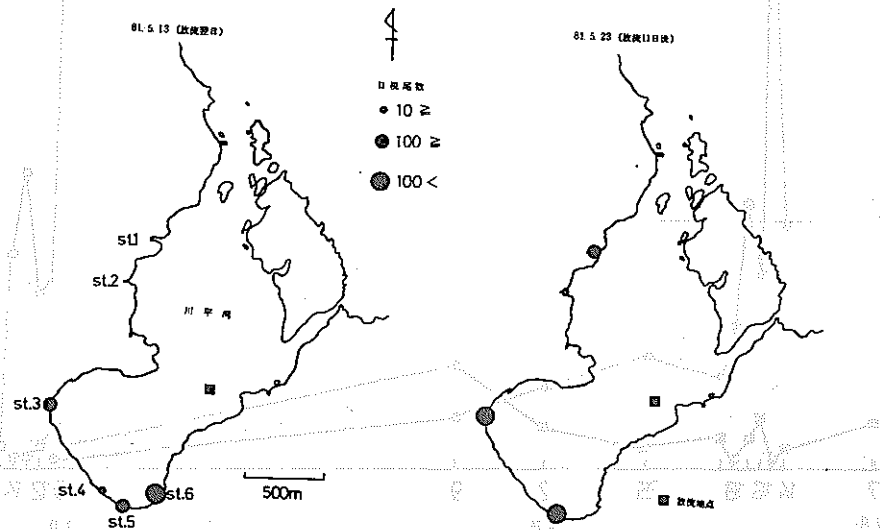 81.5.13 (放流翌日)
81.5.23 (放流11日後)
目視尾数
10 ≧
100 ≧
100 <
st.1
st.2
川平湾
st.3
st.4
st.5
st.6
500m
放流地点